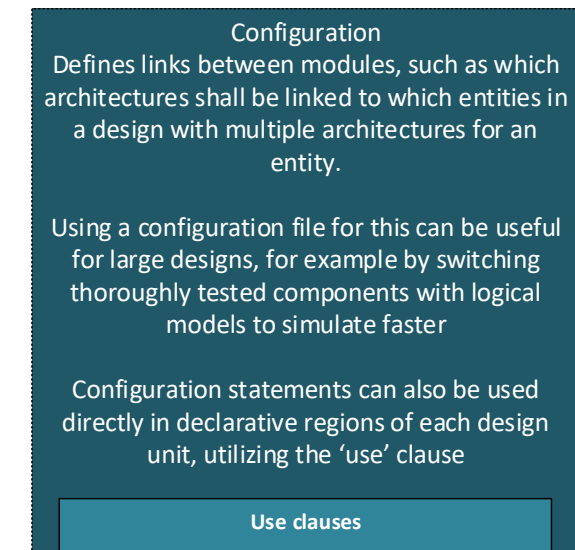 Configuration
Defines links between modules, such as which
architectures shall be linked to which entities in
a design with multiple architectures for an
entity.
Using a configuration file for this can be useful
for large designs, for example by switching
thoroughly tested components with logical
models to simulate faster
Configuration statements can also be used
directly in declarative regions of each design
unit, utilizing the ‘use’ clause
Use clauses